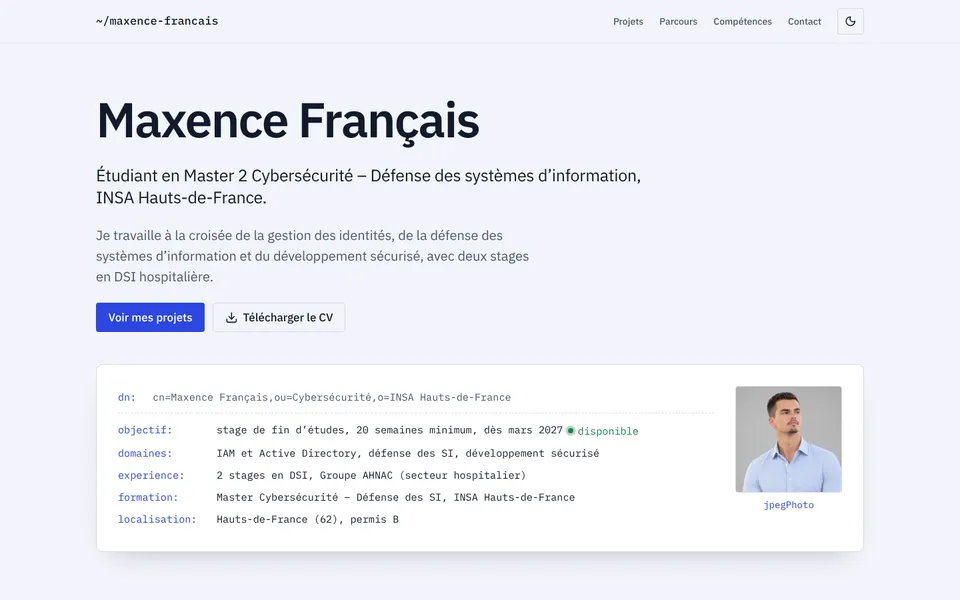 ~/maxence-francais
Projets Parcours Compétences Contact
Maxence Français
Étudiant en Master 2 Cybersécurité – Défense des systèmes d’information,
INSA Hauts-de-France.
Je travaille à la croisée de la gestion des identités, de la défense des
systèmes d’information et du développement sécurisé, avec deux stages
en DSI hospitalière.
Voir mes projets Télécharger le CV
dn: cn=Maxence Français,ou=Cybersécurité,o=INSA Hauts-de-France
objectif: stage de fin d’études, 20 semaines minimum, dès mars 2027 disponible
domaines: IAM et Active Directory, défense des SI, développement sécurisé
experience: 2 stages en DSI, Groupe AHNAC (secteur hospitalier)
formation: Master Cybersécurité – Défense des SI, INSA Hauts-de-France
localisation: Hauts-de-France (62), permis B
jpegPhoto